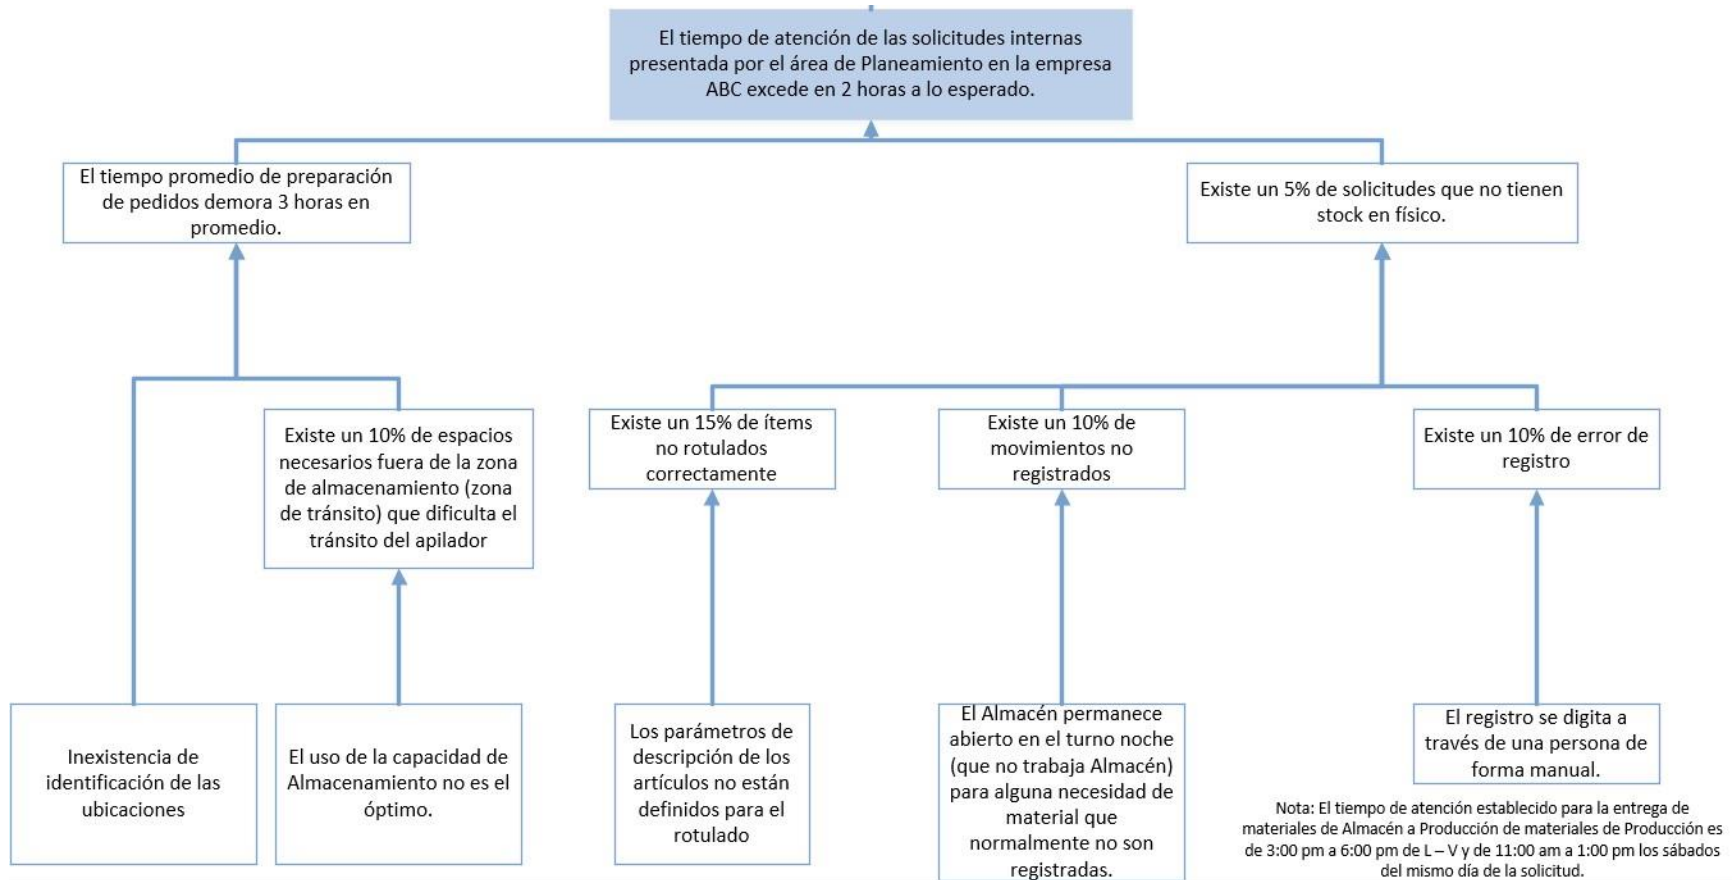 El tiempo de atención de las solicitudes internas
presentada por el área de Planeamiento en la empresa
ABC excede en 2 horas a lo esperado.
El tiempo promedio de preparación
de pedidos demora 3 horas en
promedio.
Existe un 5% de solicitudes que no tienen
stock en físico.
Existe un 10% de espacios
necesarios fuera de la zona
de almacenamiento (zona
de tránsito) que dificulta el
tránsito del apilador
Existe un 15% de ítems
no rotulados
correctamente
Existe un 10% de
movimientos no
registrados
Existe un 10% de error de
registro
Inexistencia de
identificación de las
ubicaciones
El uso de la capacidad de
Almacenamiento no es el
óptimo.
Los parámetros de
descripción de los
artículos no están
definidos para el
rotulado
El Almacén permanece
abierto en el turno noche
(que no trabaja Almacén)
para alguna necesidad de
material que
normalmente no son
registradas.
El registro se digita a
través de una persona de
forma manual.
Nota: El tiempo de atención establecido para la entrega de
materiales de Almacén a Producción de materiales de Producción es
de 3:00 pm a 6:00 pm de L – V y de 11:00 am a 1:00 pm los sábados
del mismo día de la solicitud.